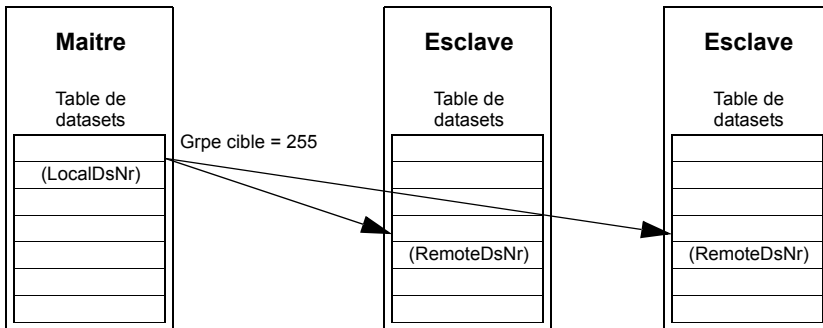 Maitre
Table de
datasets
(LocalDsNr)
Grpe cible = 255
Esclave
Table de
datasets
(RemoteDsNr)
Esclave
Table de
datasets
(RemoteDsNr)